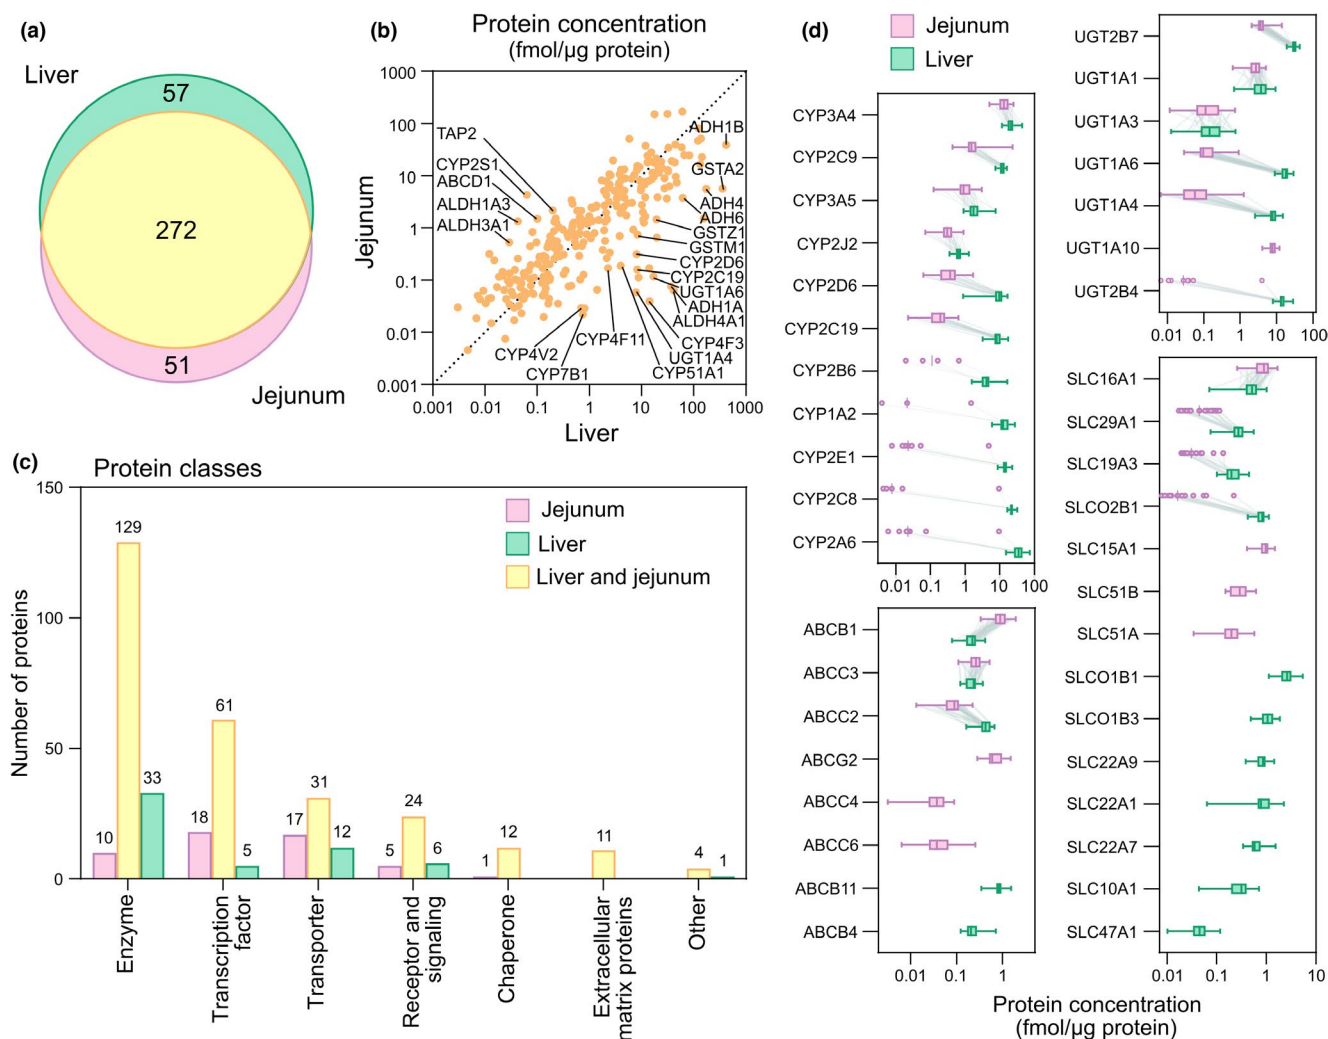 (a)
Liver
57
272
51
Jejunum
(b)
Protein concentration
(fmol/µg protein)
Jejunum
1000
100
10
1
0.1
0.01
0.001
TAP2
CYP2S1
ABCD1
ALDH1A3
ALDH3A1
ADH1B
GSTA2
ADH4
ADH6
GSTZ1
GSTM1
CYP2D6
CYP2C19
UGT1A6
ADH1A
ALDH4A1
CYP4F3
UGT1A4
CYP51A1
CYP4F11
CYP4V2
CYP7B1
0.001
0.01
0.1
1
10
100
1000
Liver
(c)
Protein classes
Number of proteins
150
100
50
0
Jejunum
Liver
Liver and jejunum
10
129
33
18
61
5
17
31
12
5
24
6
1
12
11
4
1
Enzyme
Transcription
factor
Transporter
Receptor and
signaling
Chaperone
Extracellular
matrix proteins
Other
(d)
Jejunum
Liver
CYP3A4
CYP2C9
CYP3A5
CYP2J2
CYP2D6
CYP2C19
CYP2B6
CYP1A2
CYP2E1
CYP2C8
CYP2A6
0.01
0.1
1
10
100
ABCB1
ABCC3
ABCC2
ABCG2
ABCC4
ABCC6
ABCB11
ABCB4
0.01
0.1
1
10
UGT2B7
UGT1A1
UGT1A3
UGT1A6
UGT1A4
UGT1A10
UGT2B4
0.01
0.1
1
10
100
SLC16A1
SLC29A1
SLC19A3
SLCO2B1
SLC15A1
SLC51B
SLC51A
SLCO1B1
SLCO1B3
SLC22A9
SLC22A1
SLC22A7
SLC10A1
SLC47A1
0.01
0.1
1
10
Protein concentration
(fmol/µg protein)